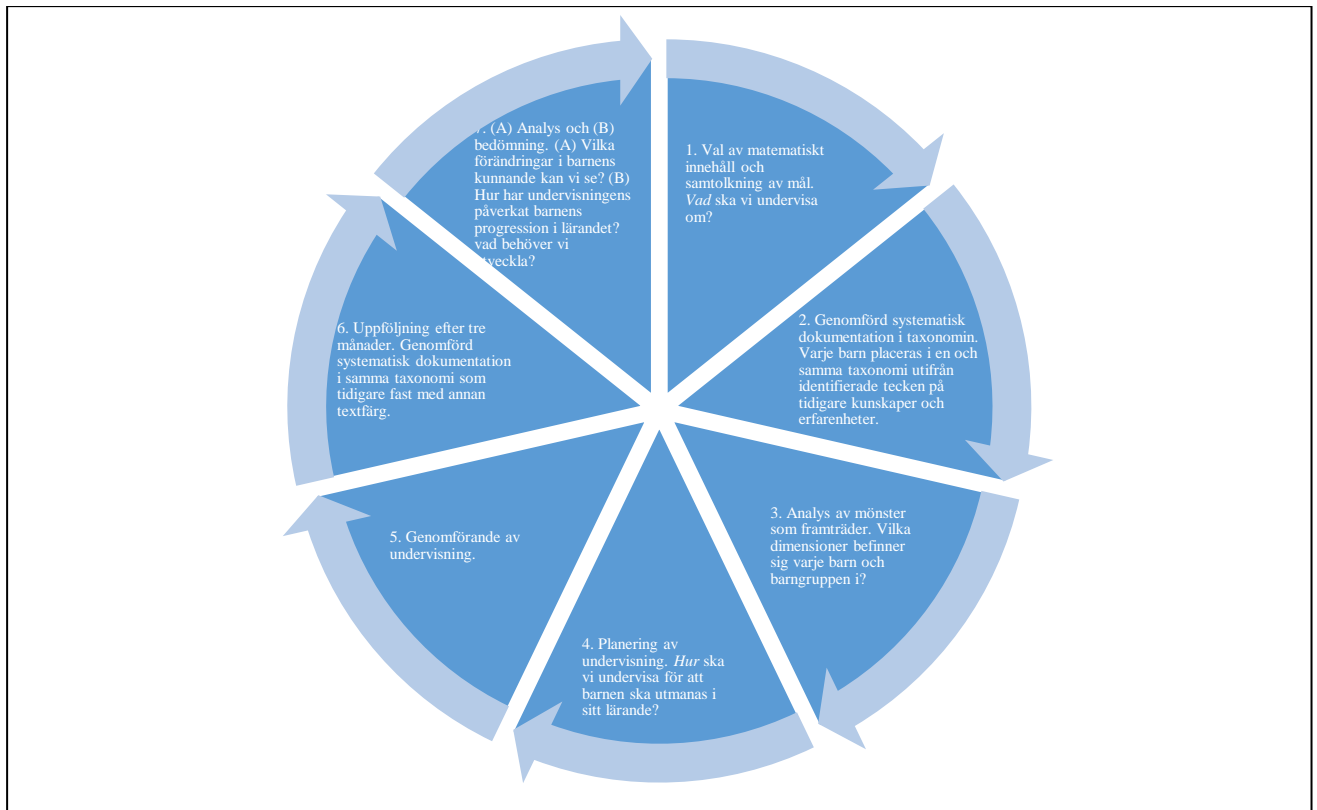 1. Val av matematiskt
innehåll och
samtolkning av mål.
Vad ska vi undervisa
om?
2. Genomförd systematisk
dokumentation i taxonomin.
Varje barn placeras i en och
samma taxonomi utifrån
identifierade tecken på
tidigare kunskaper och
erfarenheter.
3. Analys av mönster
som framträder. Vilka
dimensioner befinner
sig varje barn och
barngruppen i?
4. Planering av
undervisning. Hur ska
vi undervisa för att
barnen ska utmanas i
sitt lärande?
5. Genomförande av
undervisning.
6. Uppföljning efter tre
månader. Genomförd
systematisk dokumentation
i samma taxonomi som
tidigare fast med annan
textfärg.
7. (A) Analys och (B)
bedömning. (A) Vilka
förändringar i barnens
kunnande kan vi se? (B)
Hur har undervisningens
påverkat barnens
progression i lärandet?
vad behöver vi
utveckla?